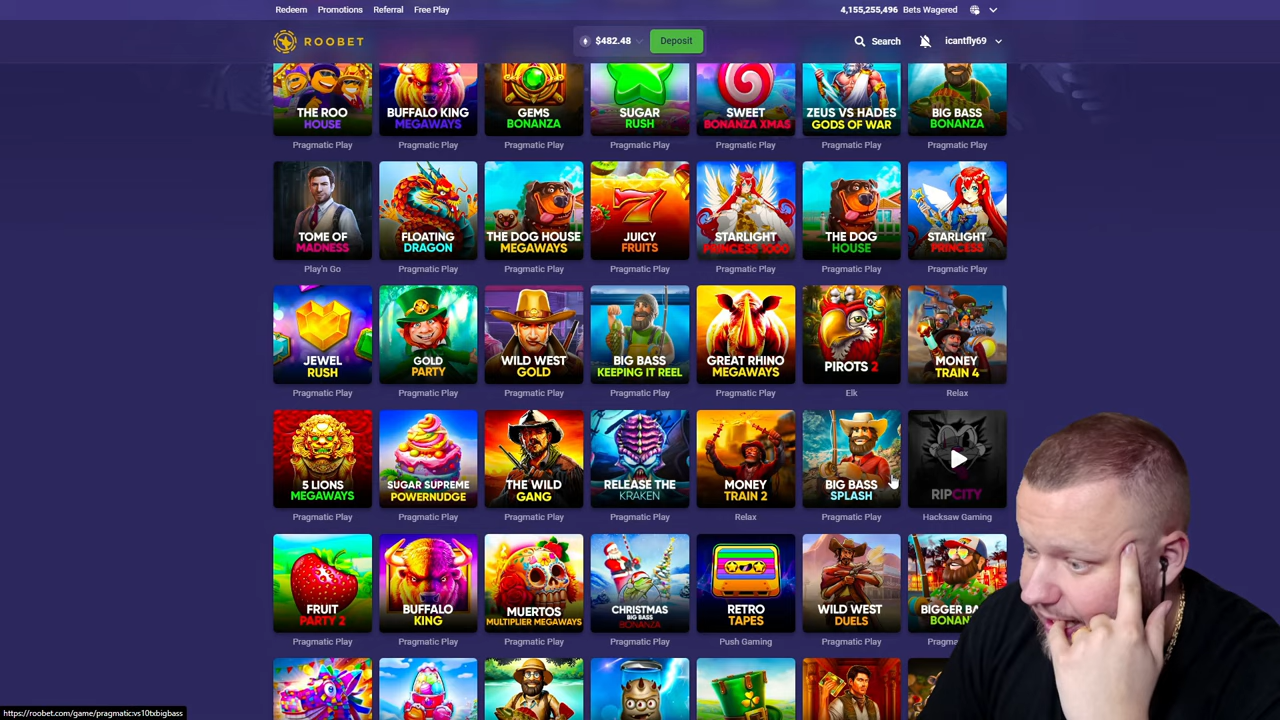 Redeem Promotions Referral Free Play 4,155,255,496 Bets Wagered
ROOBET $482.48 Deposit Search icantfly69
THE ROO HOUSE
BUFFALO KING MEGAWAYS
GEMS BONANZA
SUGAR RUSH
SWEET BONANZA XMAS
ZEUS VS HADES GODS OF WAR
BIG BASS BONANZA
Pragmatic Play Pragmatic Play Pragmatic Play Pragmatic Play Pragmatic Play Pragmatic Play Pragmatic Play
TOME OF MADNESS
FLOATING DRAGON
THE DOG HOUSE MEGAWAYS
JUICY FRUITS
STARLIGHT PRINCESS 1000
THE DOG HOUSE
STARLIGHT PRINCESS
Play'n Go Pragmatic Play Pragmatic Play Pragmatic Play Pragmatic Play Pragmatic Play Pragmatic Play
JEWEL RUSH
GOLD PARTY
WILD WEST GOLD
BIG BASS KEEPING IT REEL
GREAT RHINO MEGAWAYS
PIROTS 2
MONEY TRAIN 4
Pragmatic Play Pragmatic Play Pragmatic Play Pragmatic Play Pragmatic Play Elk Relax
5 LIONS MEGAWAYS
SUGAR SUPREME POWERNUDGE
THE WILD GANG
RELEASE THE KRAKEN
MONEY TRAIN 2
BIG BASS SPLASH
RIPCITY
Pragmatic Play Pragmatic Play Pragmatic Play Pragmatic Play Relax Pragmatic Play Hacksaw Gaming
FRUIT PARTY 2
BUFFALO KING
MUERTOS MULTIPLIER MEGAWAYS
CHRISTMAS BIG BASS BONANZA
RETRO TAPES
WILD WEST DUELS
BIGGER BA
BONAN
Pragmatic Play Pragmatic Play Pragmatic Play Pragmatic Play Push Gaming Pragmatic Play Pragma
https://roobet.com/game/pragmatic:vs10txbigbass